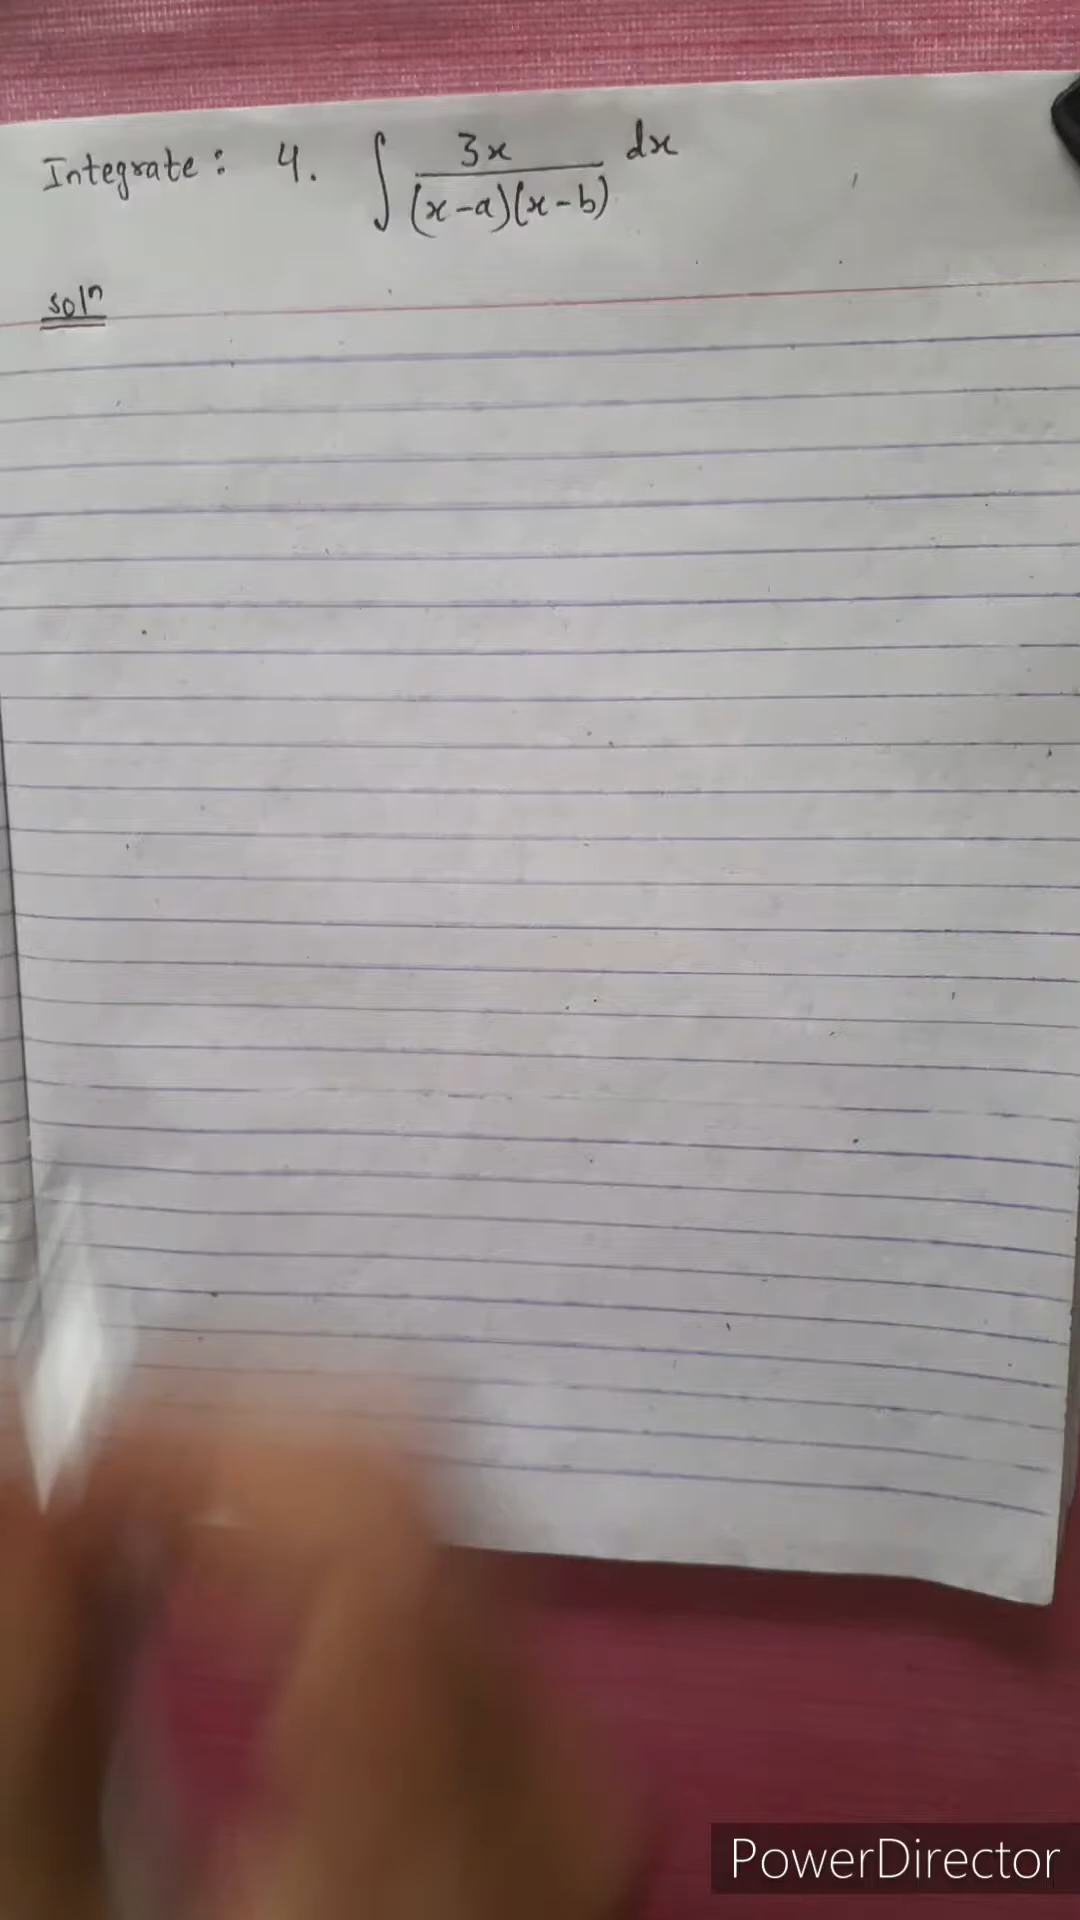 Integrate: 4. ∫ 3x / (x-a)(x-b) dx
solⁿ
PowerDirector